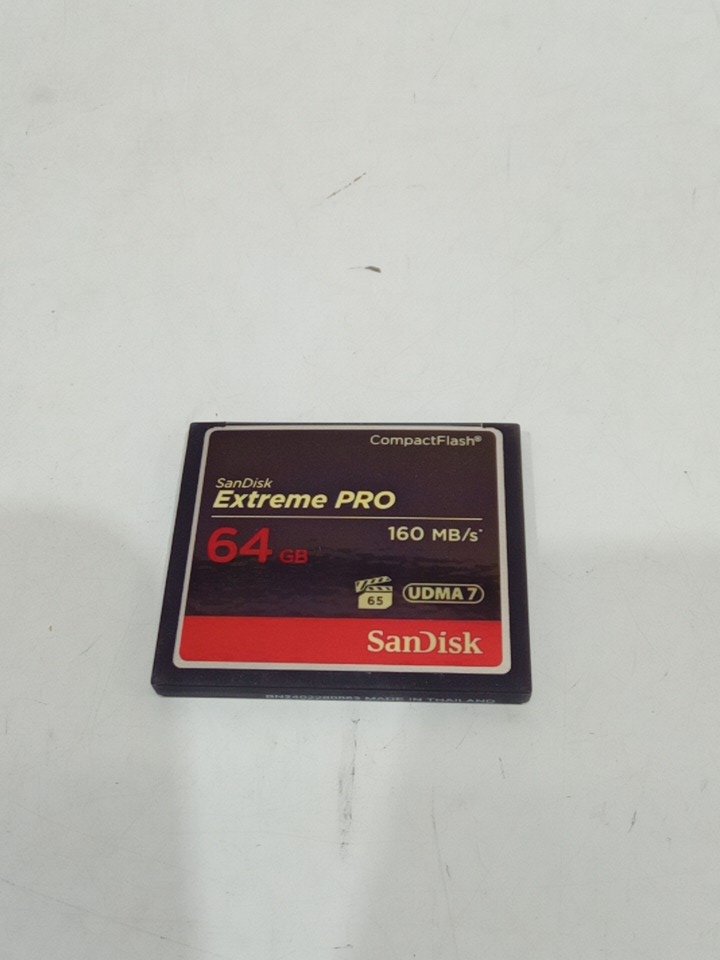 CompactFlash®
SanDisk
Extreme PRO
160 MB/s*
64 GB
65
UDMA 7
SanDisk
MADE IN THAILAND